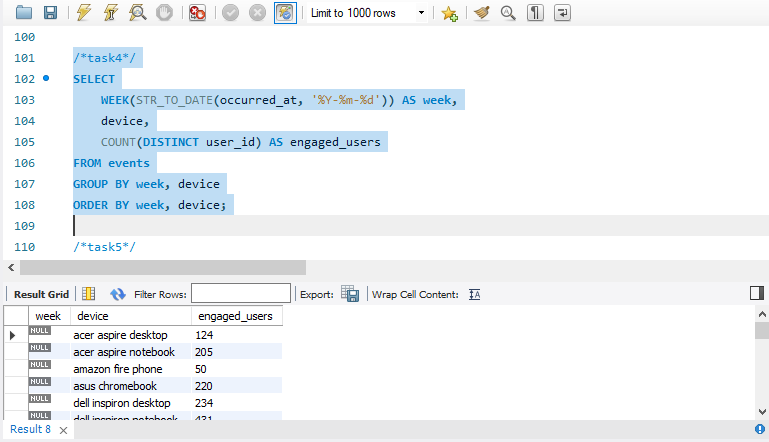 Limit to 1000 rows
100
101 /*task4*/
102 SELECT
103 WEEK(STR_TO_DATE(occurred_at, '%Y-%m-%d')) AS week,
104 device,
105 COUNT(DISTINCT user_id) AS engaged_users
106 FROM events
107 GROUP BY week, device
108 ORDER BY week, device;
109
110 /*task5*/
Result Grid Filter Rows: Export: Wrap Cell Content: IA
week device engaged_users
NULL acer aspire desktop 124
NULL acer aspire notebook 205
NULL amazon fire phone 50
NULL asus chromebook 220
NULL dell inspiron desktop 234
NULL dell inspiron notebook 431
Result 8